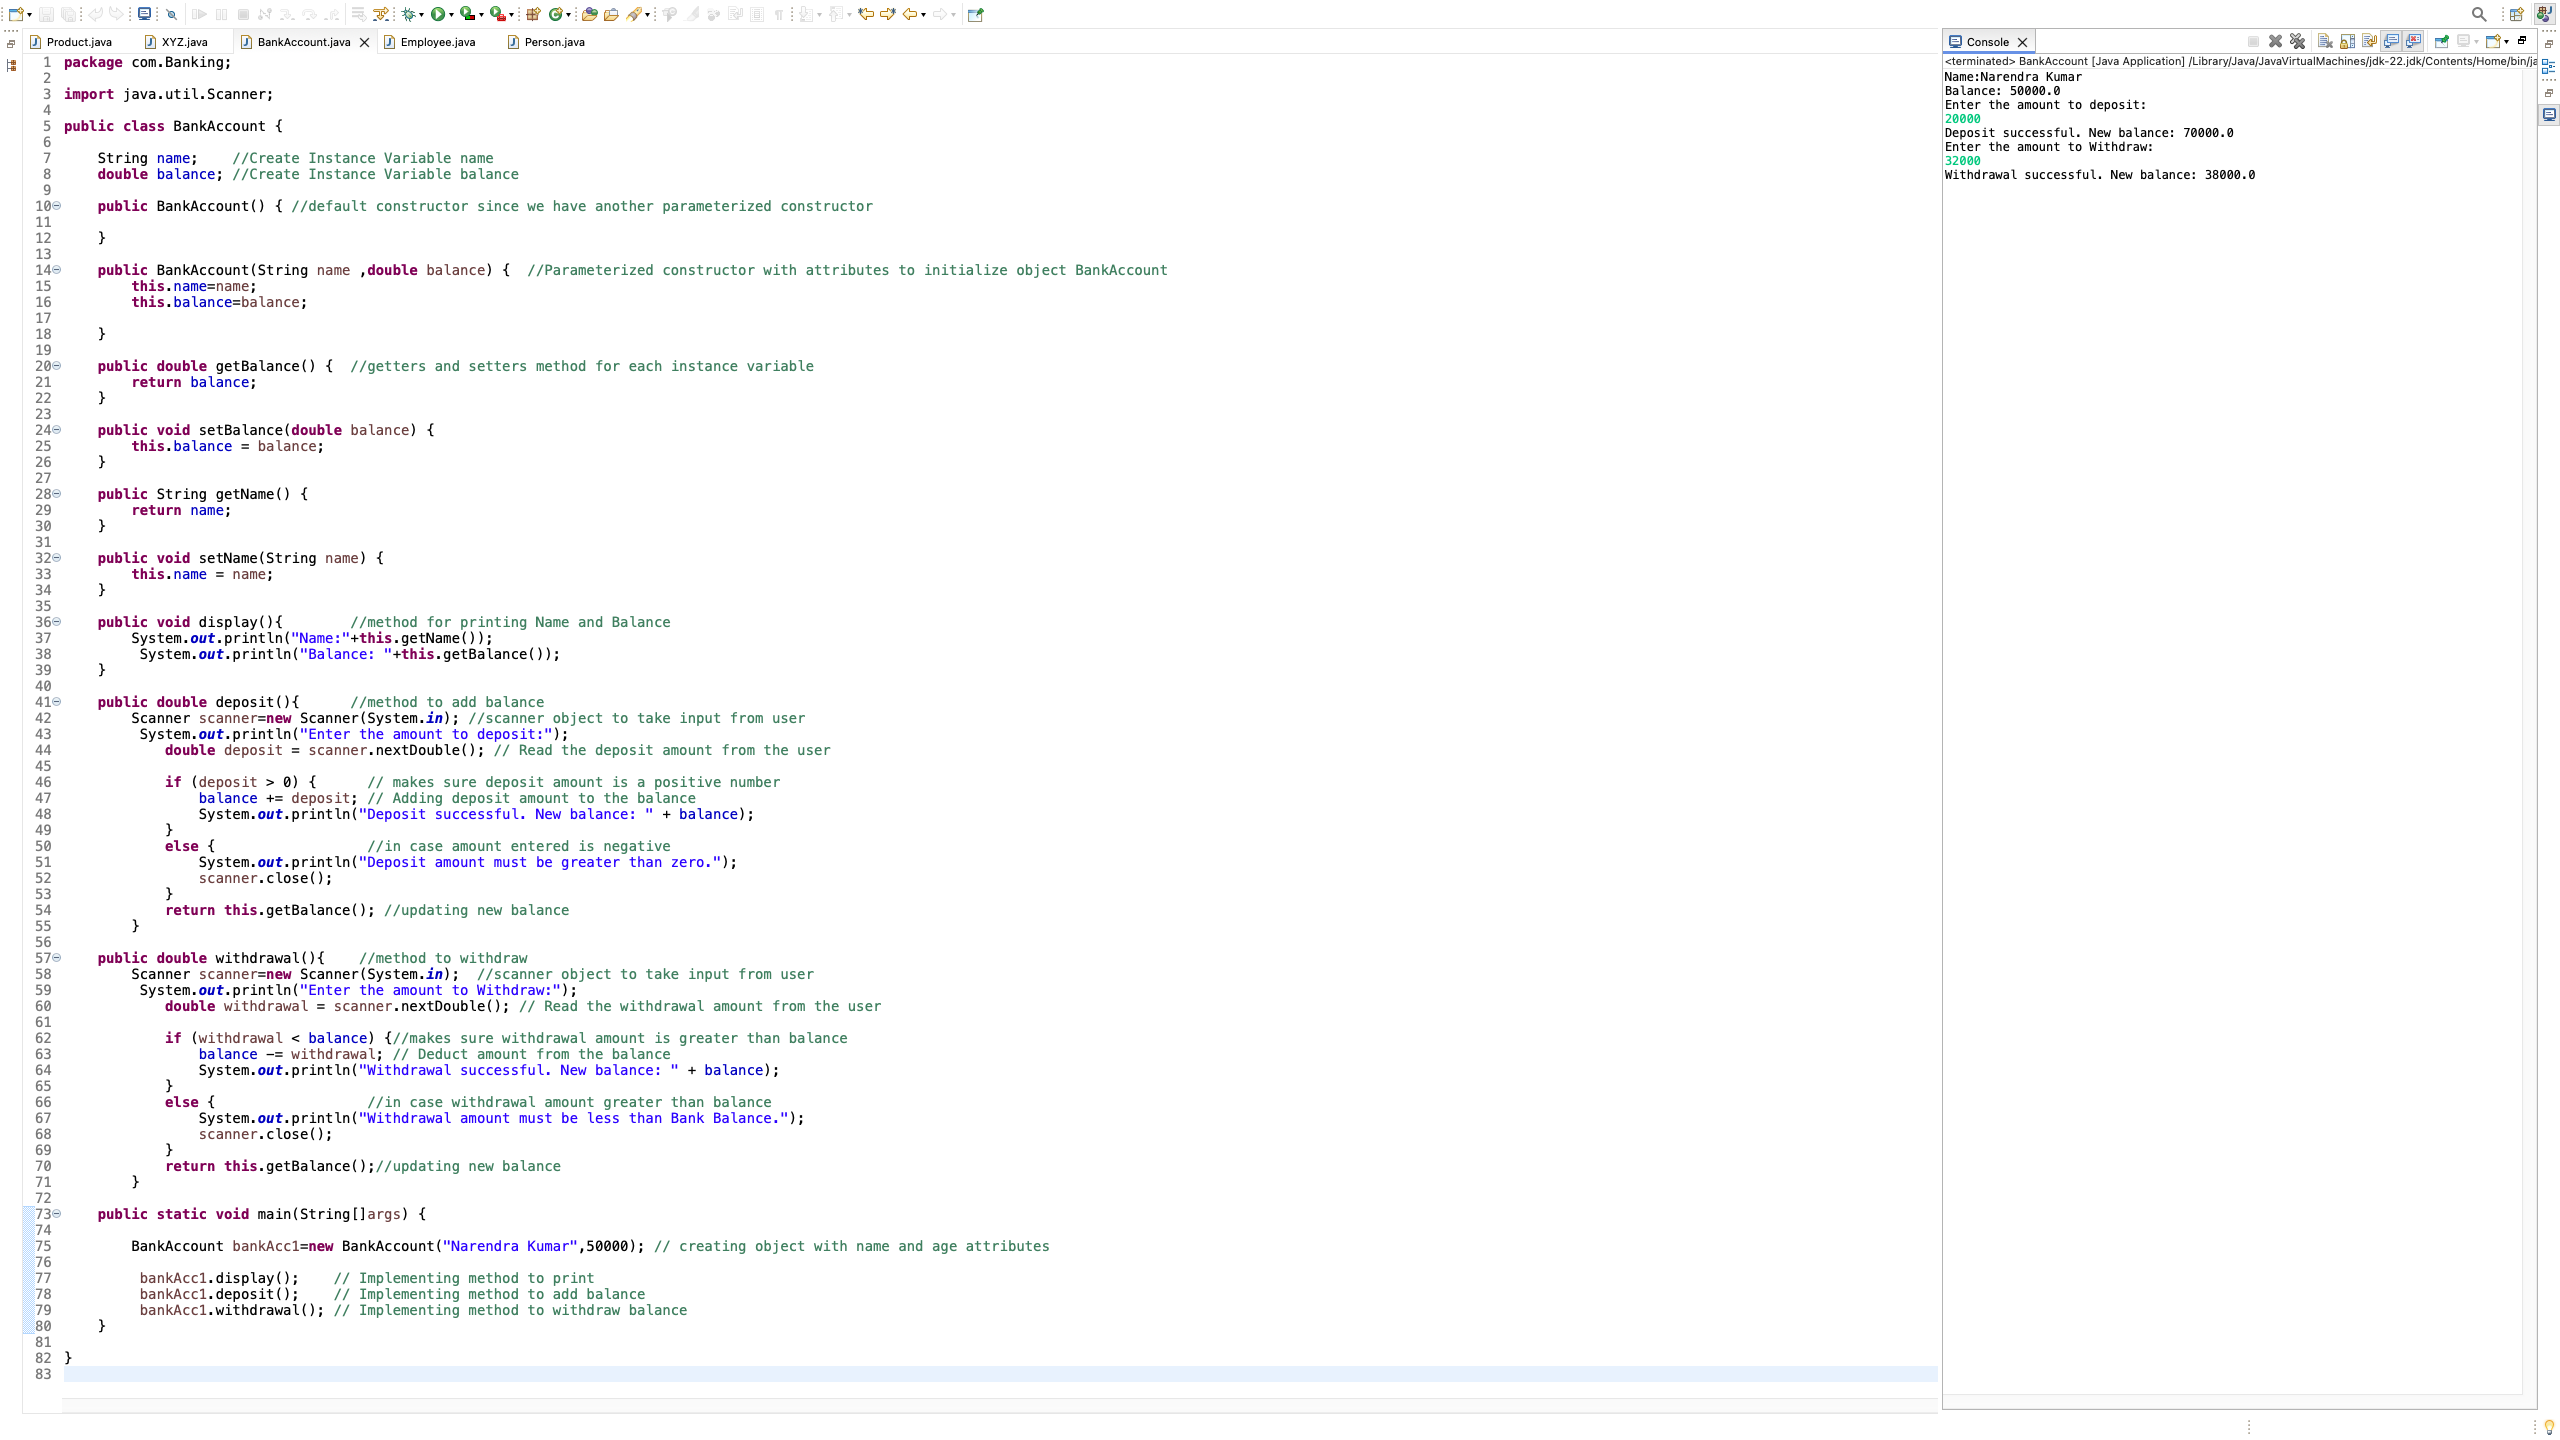 Product.java XYZ.java BankAccount.java Employee.java Person.java
1 package com.Banking;
2
3 import java.util.Scanner;
4
5 public class BankAccount {
6
7     String name;    //Create Instance Variable name
8     double balance; //Create Instance Variable balance
9
10     public BankAccount() { //default constructor since we have another parameterized constructor
11
12     }
13
14     public BankAccount(String name ,double balance) {  //Parameterized constructor with attributes to initialize object BankAccount
15         this.name=name;
16         this.balance=balance;
17
18     }
19
20     public double getBalance() {  //getters and setters method for each instance variable
21         return balance;
22     }
23
24     public void setBalance(double balance) {
25         this.balance = balance;
26     }
27
28     public String getName() {
29         return name;
30     }
31
32     public void setName(String name) {
33         this.name = name;
34     }
35
36     public void display(){        //method for printing Name and Balance
37         System.out.println("Name:"+this.getName());
38          System.out.println("Balance: "+this.getBalance());
39     }
40
41     public double deposit(){      //method to add balance
42         Scanner scanner=new Scanner(System.in); //scanner object to take input from user
43          System.out.println("Enter the amount to deposit:");
44             double deposit = scanner.nextDouble(); // Read the deposit amount from the user
45
46             if (deposit > 0) {      // makes sure deposit amount is a positive number
47                 balance += deposit; // Adding deposit amount to the balance
48                 System.out.println("Deposit successful. New balance: " + balance);
49             }
50             else {                  //in case amount entered is negative
51                 System.out.println("Deposit amount must be greater than zero.");
52                 scanner.close();
53             }
54             return this.getBalance(); //updating new balance
55         }
56
57     public double withdrawal(){    //method to withdraw
58         Scanner scanner=new Scanner(System.in);  //scanner object to take input from user
59          System.out.println("Enter the amount to Withdraw:");
60             double withdrawal = scanner.nextDouble(); // Read the withdrawal amount from the user
61
62             if (withdrawal < balance) {//makes sure withdrawal amount is greater than balance
63                 balance -= withdrawal; // Deduct amount from the balance
64                 System.out.println("Withdrawal successful. New balance: " + balance);
65             }
66             else {                  //in case withdrawal amount greater than balance
67                 System.out.println("Withdrawal amount must be less than Bank Balance.");
68                 scanner.close();
69             }
70             return this.getBalance();//updating new balance
71         }
72
73     public static void main(String[]args) {
74
75         BankAccount bankAcc1=new BankAccount("Narendra Kumar",50000); // creating object with name and age attributes
76
77          bankAcc1.display();    // Implementing method to print
78          bankAcc1.deposit();    // Implementing method to add balance
79          bankAcc1.withdrawal(); // Implementing method to withdraw balance
80     }
81
82 }
83
Console
<terminated> BankAccount [Java Application] /Library/Java/JavaVirtualMachines/jdk-22.jdk/Contents/Home/bin/ja
Name:Narendra Kumar
Balance: 50000.0
Enter the amount to deposit:
20000
Deposit successful. New balance: 70000.0
Enter the amount to Withdraw:
32000
Withdrawal successful. New balance: 38000.0